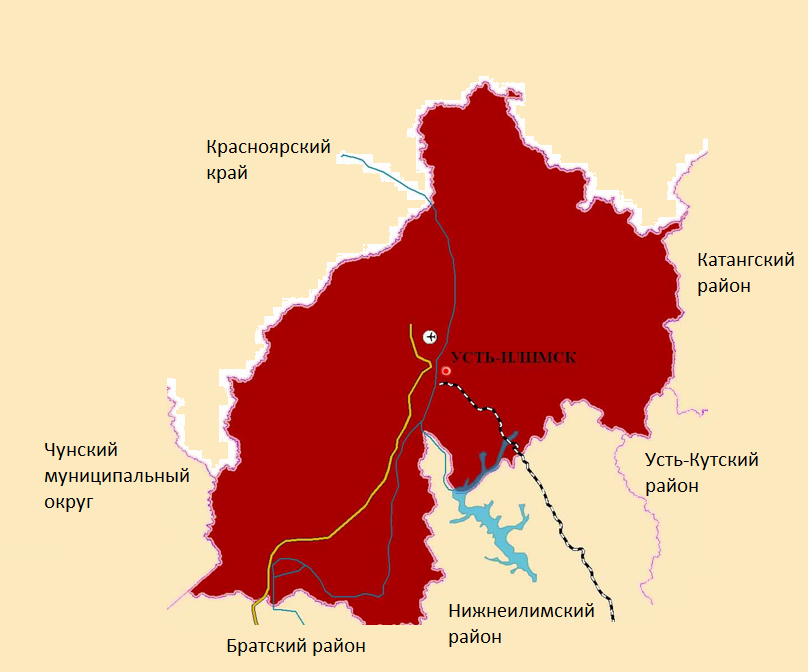 Красноярский
край
Катангский
район
УСТЬ-ИЛИМСК
Чунский
муниципальный
округ
Усть-Кутский
район
Нижнеилимский
район
Братский район